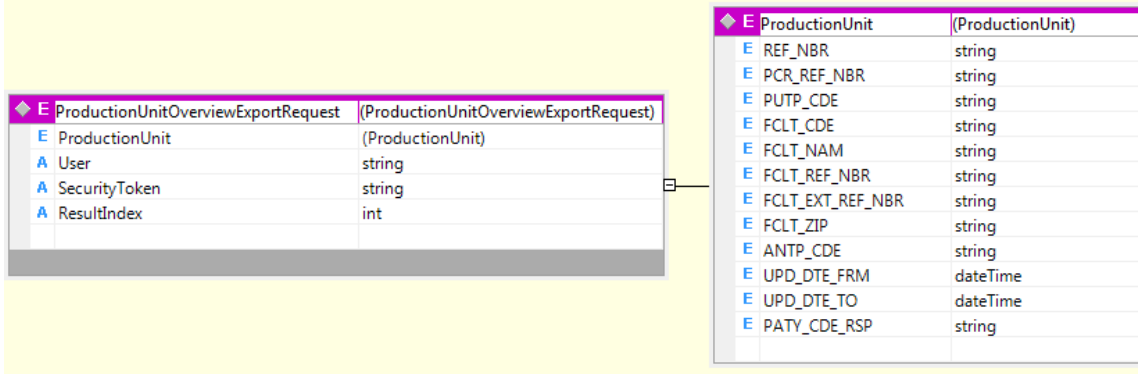 E ProductionUnitOverviewExportRequest (ProductionUnitOverviewExportRequest)
E ProductionUnit (ProductionUnit)
A User string
A SecurityToken string
A ResultIndex int
E ProductionUnit (ProductionUnit)
E REF_NBR string
E PCR_REF_NBR string
E PUTP_CDE string
E FCLT_CDE string
E FCLT_NAM string
E FCLT_REF_NBR string
E FCLT_EXT_REF_NBR string
E FCLT_ZIP string
E ANTP_CDE string
E UPD_DTE_FRM dateTime
E UPD_DTE_TO dateTime
E PATY_CDE_RSP string